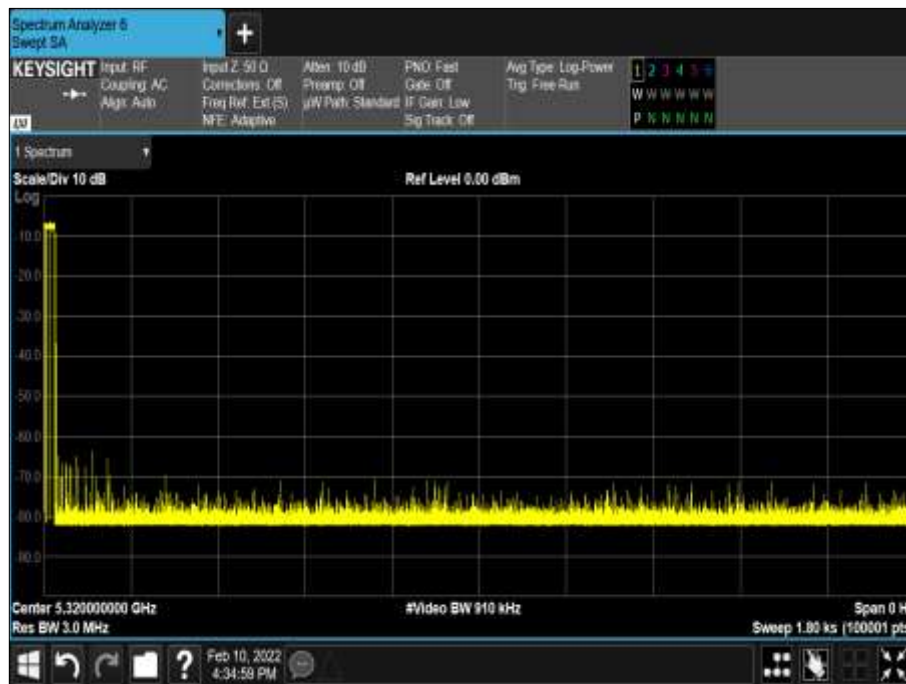 Spectrum Analyzer 6
Swept SA
KEYSIGHT Input: RF Input Z: 50 Ω Atten: 10 dB PNO: Fast Avg Type: Log-Power 1 2 3 4 5 6
Coupling: AC Corrections: Off Preamp: Off Gate: Off Trig: Free Run
Align: Auto Freq Ref: Ext (S) µW Path: Standard IF Gain: Low W W W W W W
NFE: Adaptive Sig Track: Off P N N N N N
LXI
1 Spectrum
Scale/Div 10 dB Ref Level 0.00 dBm
Log
-10.0
-20.0
-30.0
-40.0
-50.0
-60.0
-70.0
-80.0
-90.0
Center 5.320000000 GHz #Video BW 910 kHz Span 0 H
Res BW 3.0 MHz Sweep 1.80 ks (100001 pts
? Feb 10, 2022
4:34:59 PM